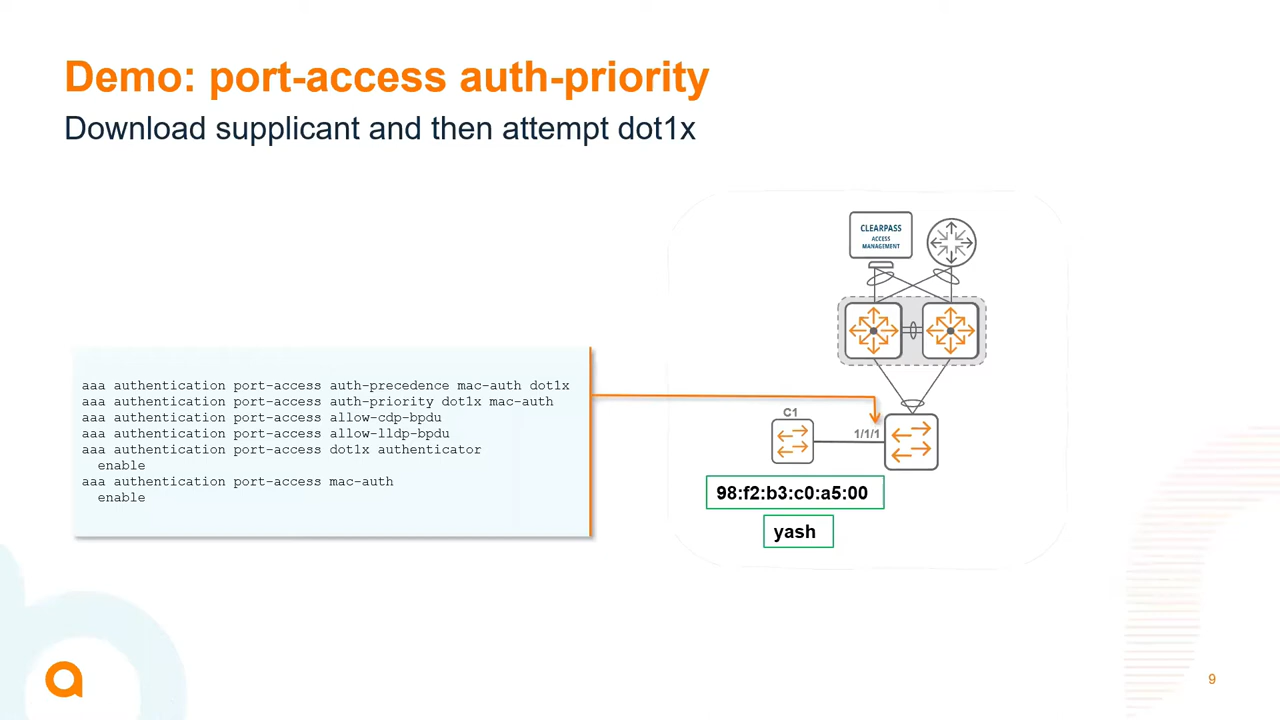 Demo: port-access auth-priority
Download supplicant and then attempt dot1x
CLEARPASS
ACCESS
MANAGEMENT
aaa authentication port-access auth-precedence mac-auth dot1x
aaa authentication port-access auth-priority dot1x mac-auth
aaa authentication port-access allow-cdp-bpdu
aaa authentication port-access allow-lldp-bpdu
aaa authentication port-access dot1x authenticator
  enable
aaa authentication port-access mac-auth
  enable
C1
1/1/1
98:f2:b3:c0:a5:00
yash
9